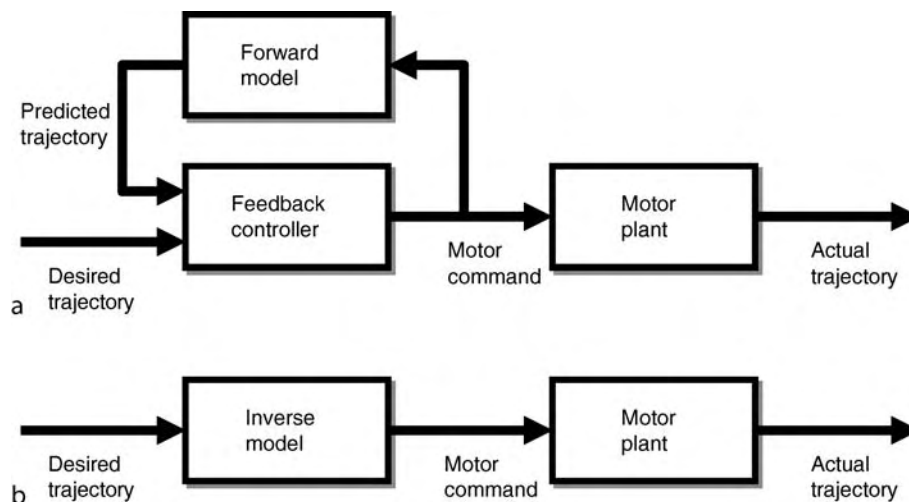 Forward
model
Predicted
trajectory
Feedback
controller
Motor
plant
Desired
trajectory
Motor
command
Actual
trajectory
a
Inverse
model
Motor
plant
Desired
trajectory
Motor
command
Actual
trajectory
b